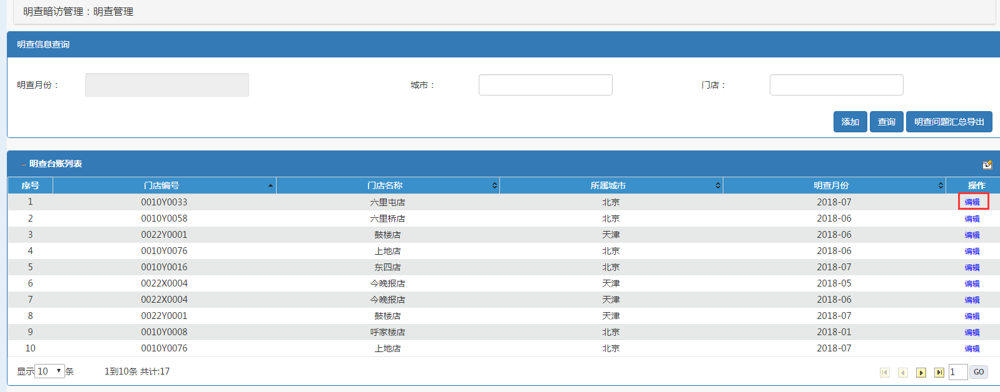 明查暗访管理：明查管理
明查信息查询
明查月份： 城市： 门店：
添加 查询 明查问题汇总导出
明查台账列表
序号 门店编号 门店名称 所属城市 明查月份 操作
1 0010Y0033 六里屯店 北京 2018-07 编辑
2 0010Y0058 六里桥店 北京 2018-06 编辑
3 0022Y0001 鼓楼店 天津 2018-06 编辑
4 0010Y0076 上地店 北京 2018-06 编辑
5 0010Y0016 东四店 北京 2018-07 编辑
6 0022X0004 今晚报店 天津 2018-05 编辑
7 0022X0004 今晚报店 天津 2018-06 编辑
8 0022Y0001 鼓楼店 天津 2018-07 编辑
9 0010Y0008 呼家楼店 北京 2018-01 编辑
10 0010Y0076 上地店 北京 2018-07 编辑
显示 10 条 1到10条 共计:17 1 GO